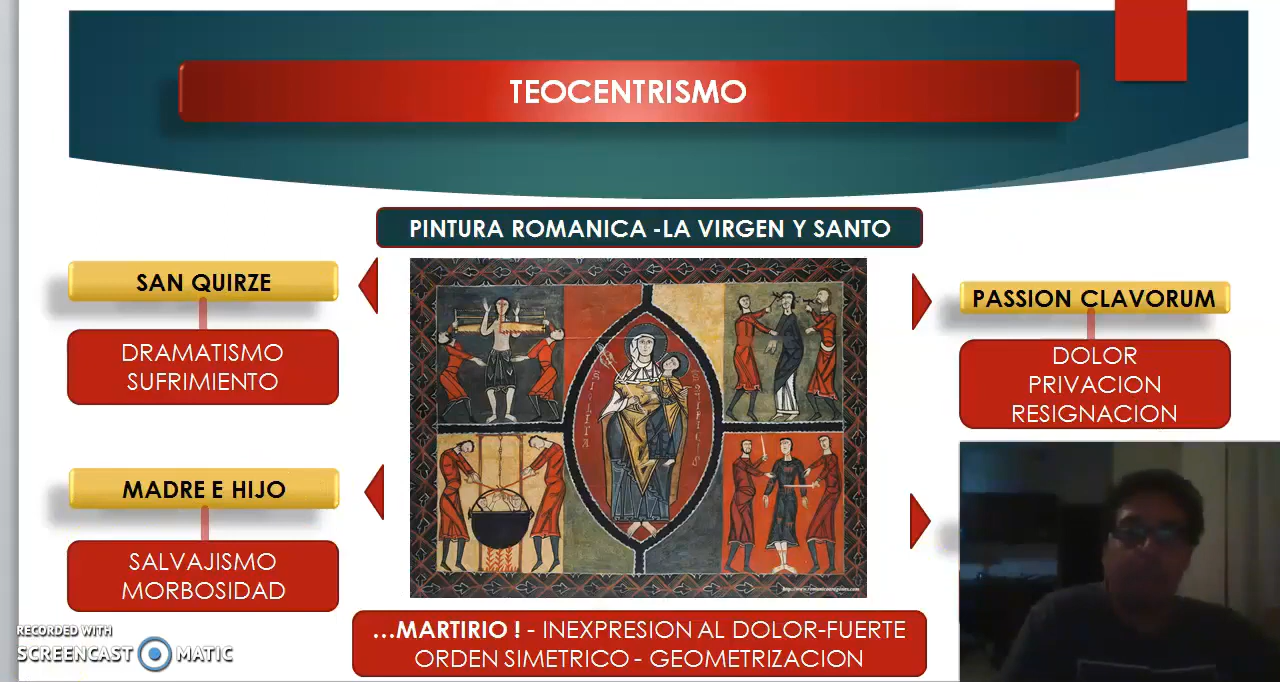 TEOCENTRISMO
PINTURA ROMANICA -LA VIRGEN Y SANTO
SAN QUIRZE
DRAMATISMO
SUFRIMIENTO
PASSION CLAVORUM
DOLOR
PRIVACION
RESIGNACION
MADRE E HIJO
SALVAJISMO
MORBOSIDAD
...MARTIRIO ! - INEXPRESION AL DOLOR-FUERTE
ORDEN SIMETRICO - GEOMETRIZACION
RECORDED WITH
SCREENCAST MATIC